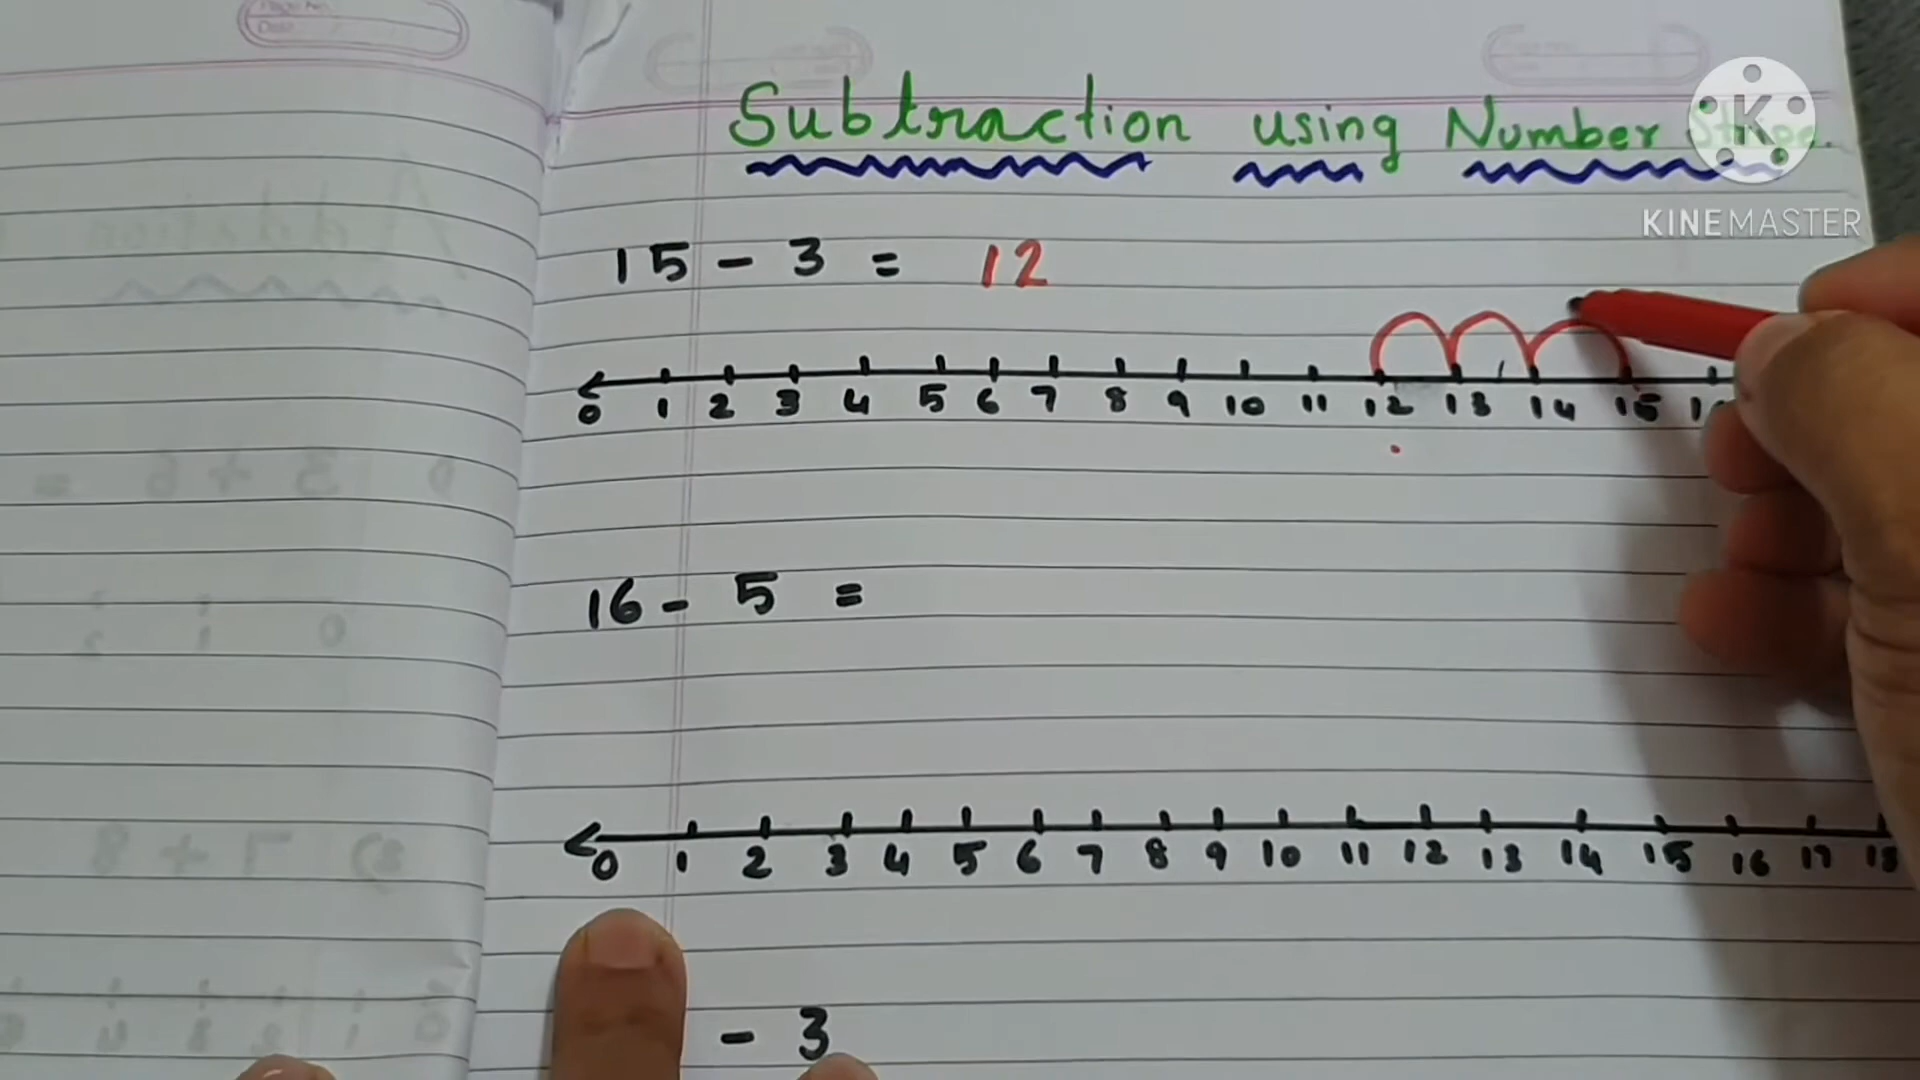 Subtraction using Number
KINEMASTER
15 - 3 = 12
0 1 2 3 4 5 6 7 8 9 10 11 12 13 14 15
16 - 5 =
0 1 2 3 4 5 6 7 8 9 10 11 12 13 14 15 16 17 18
- 3